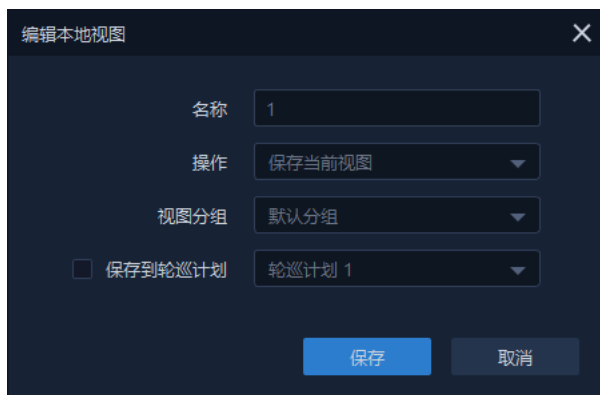 编辑本地视图
名称 1
操作 保存当前视图
视图分组 默认分组
保存到轮巡计划 轮巡计划 1
保存 取消